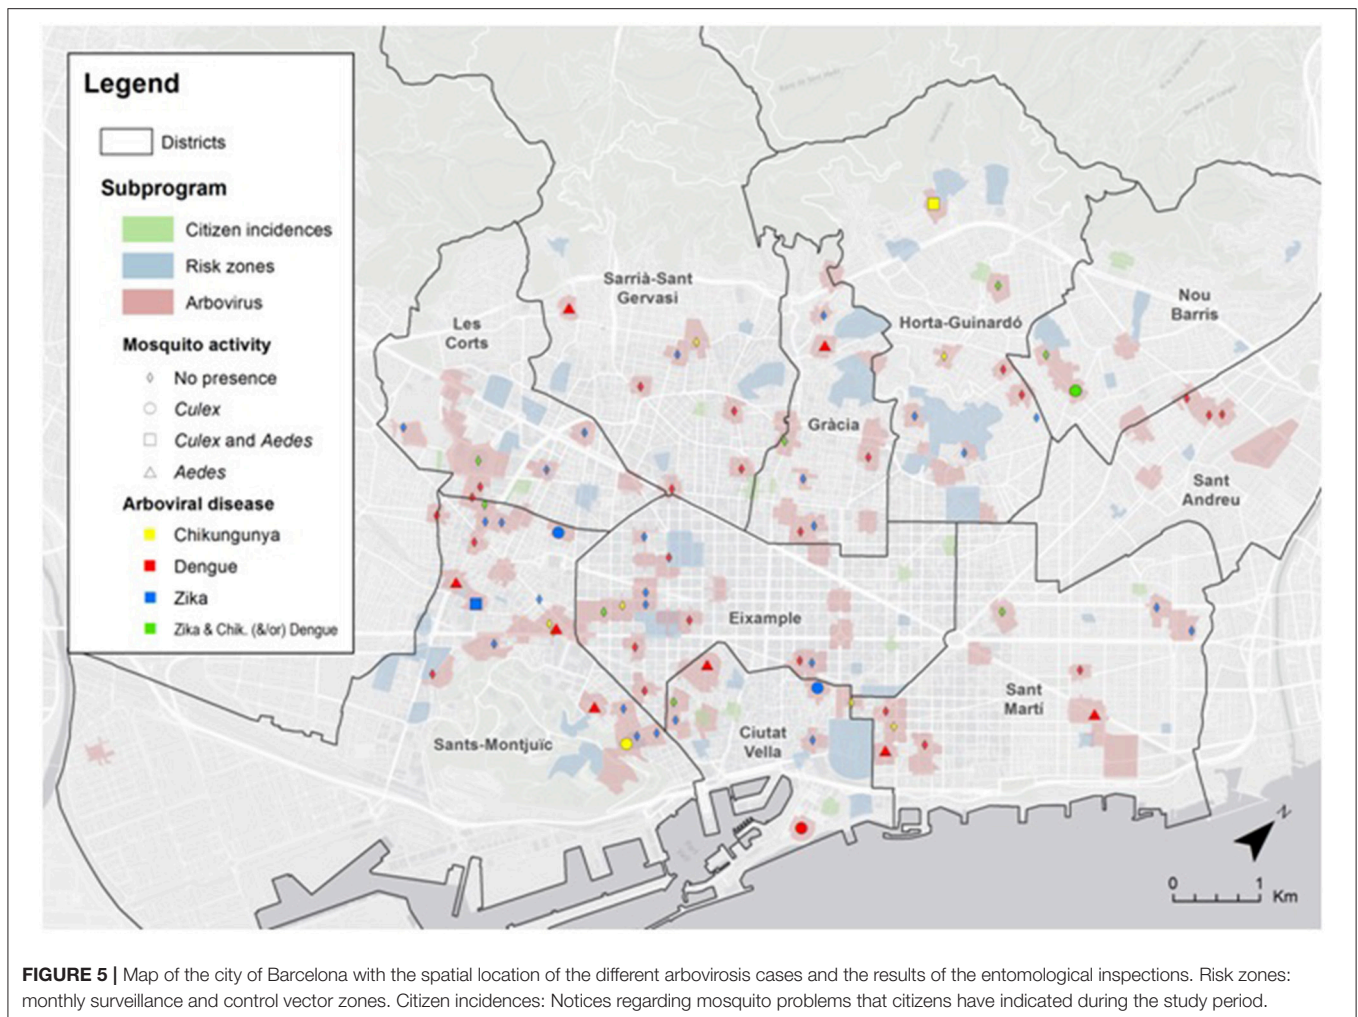 Legend
Districts
Subprogram
Citizen incidences
Risk zones
Arbovirus
Mosquito activity
No presence
Culex
Culex and Aedes
Aedes
Arboviral disease
Chikungunya
Dengue
Zika
Zika & Chik. (&/or) Dengue
Sarrià-Sant
Gervasi
Les
Corts
Nou
Barris
Horta-Guinardó
Gràcia
Sant
Andreu
Eixample
Sant
Martí
Ciutat
Vella
Sants-Montjuïc
N
0 1
Km
FIGURE 5 | Map of the city of Barcelona with the spatial location of the different arbovirosis cases and the results of the entomological inspections. Risk zones:
monthly surveillance and control vector zones. Citizen incidences: Notices regarding mosquito problems that citizens have indicated during the study period.